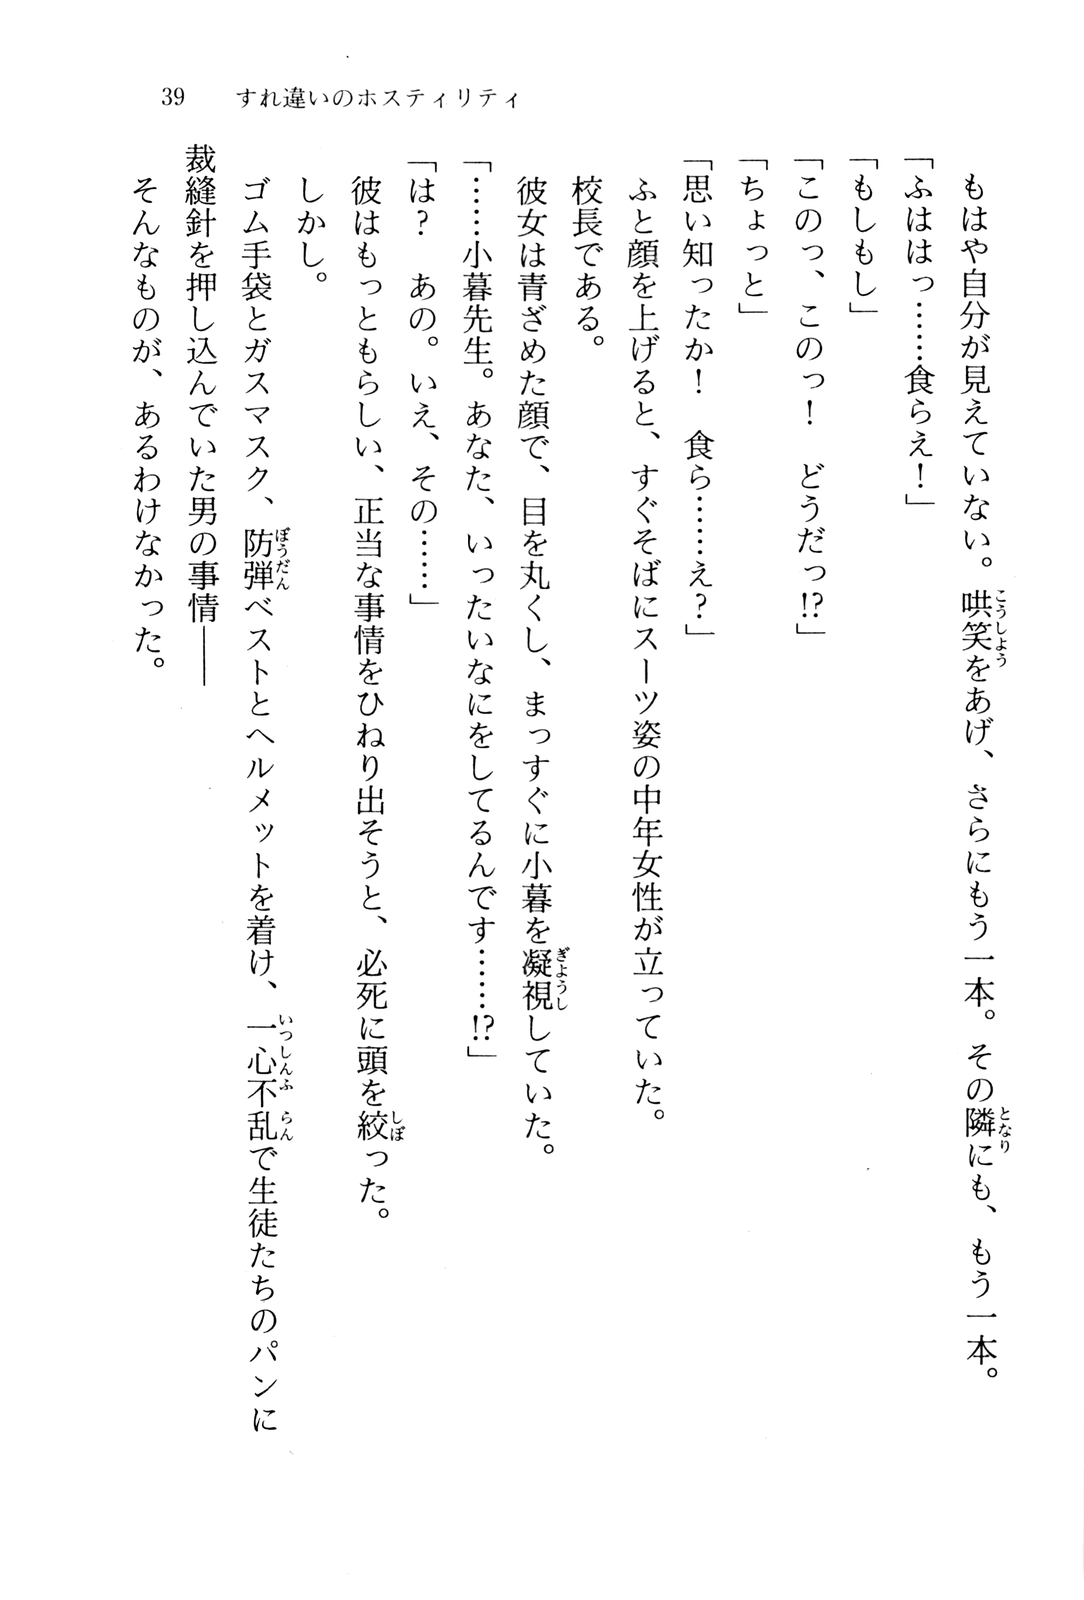 39　すれ違いのホスティリティ
　もはや自分が見えていない。哄笑をあげ、さらにもう一本。その隣にも、もう一本。
「ふははっ……食らえ！」
「もしもし」
「このっ、このっ！　どうだっ!?」
「ちょっと」
「思い知ったか！　食ら……え？」
　ふと顔を上げると、すぐそばにスーツ姿の中年女性が立っていた。
校長である。
　彼女は青ざめた顔で、目を丸くし、まっすぐに小暮を凝視していた。
「……小暮先生。あなた、いったいなにをしてるんです……!?」
「は？　あの。いえ、その……」
　彼はもっともらしい、正当な事情をひねり出そうと、必死に頭を絞った。
しかし。
　ゴム手袋とガスマスク、防弾ベストとヘルメットを着け、一心不乱で生徒たちのパンに
裁縫針を押し込んでいた男の事情――
　そんなものが、あるわけなかった。